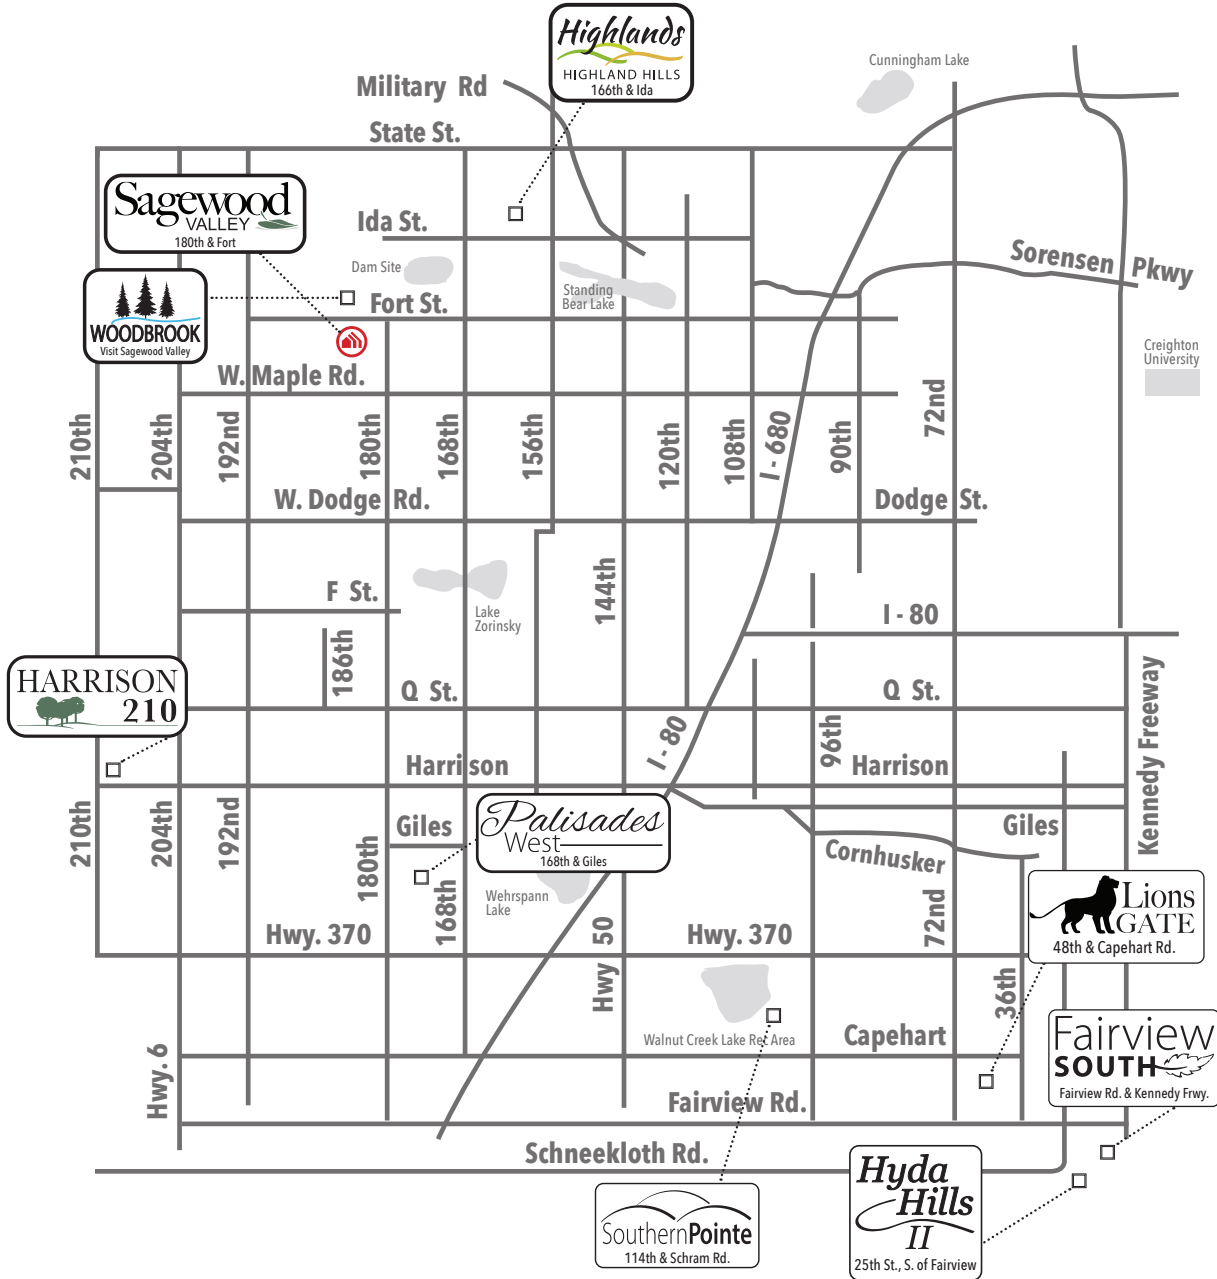 Highlands
HIGHLAND HILLS
166th & Ida
Cunningham Lake
Military Rd
State St.
Sagewood
VALLEY
180th & Fort
Ida St.
Sorensen Pkwy
Dam Site
Standing
Bear Lake
WOODBROOK
Visit Sagewood Valley
Fort St.
Creighton
University
W. Maple Rd.
210th
204th
192nd
180th
168th
156th
120th
108th
I - 680
90th
72nd
W. Dodge Rd.
Dodge St.
144th
F St.
Lake
Zorinsky
I - 80
186th
HARRISON
210
Q St.
Q St.
Kennedy Freeway
I - 80
96th
Harrison
Harrison
210th
204th
192nd
180th
168th
Giles
Palisades
West
168th & Giles
Giles
Cornhusker
Wehrspann
Lake
72nd
Lions
GATE
48th & Capehart Rd.
Hwy. 370
Hwy 50
Hwy. 370
36th
Walnut Creek Lake Rec Area
Capehart
Fairview
SOUTH
Fairview Rd. & Kennedy Frwy.
Hwy. 6
Fairview Rd.
Schneekloth Rd.
Hyda
Hills
II
25th St., S. of Fairview
SouthernPointe
114th & Schram Rd.